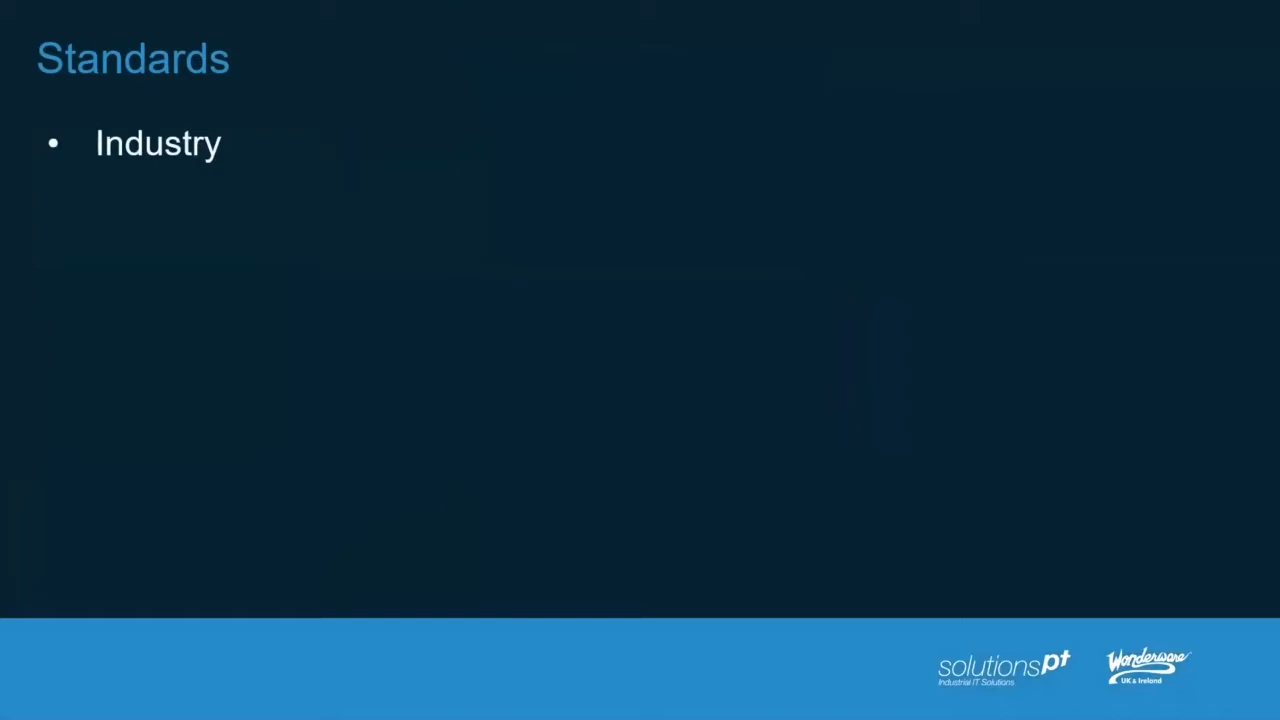 Standards
• Industry
solutionspt
Industrial IT Solutions
Wonderware
UK & Ireland